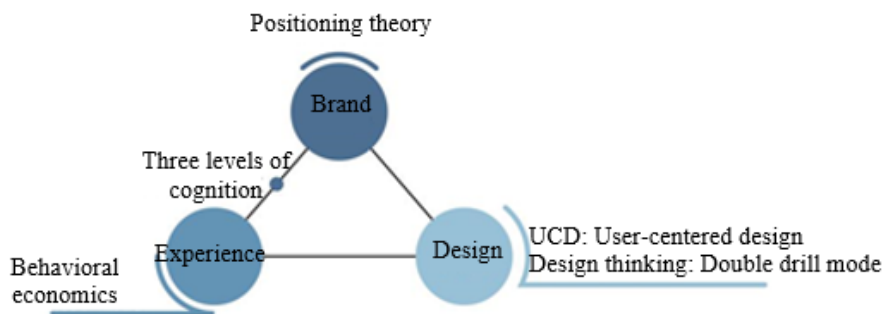 Positioning theory
Brand
Three levels of
cognition
Experience
Design
UCD: User-centered design
Design thinking: Double drill mode
Behavioral
economics